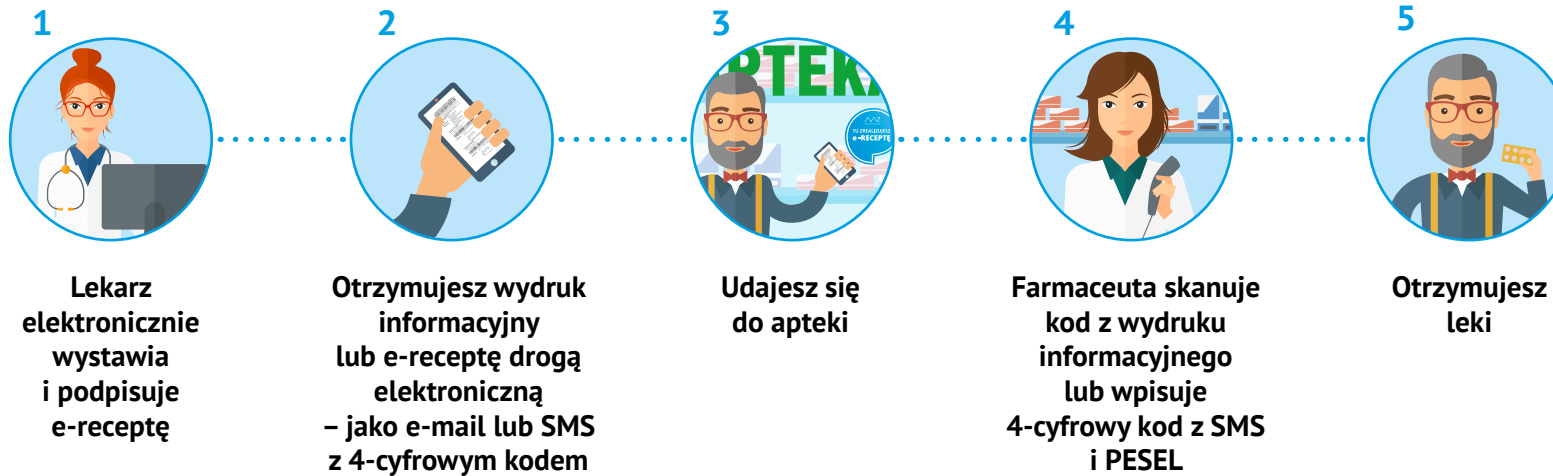 1
Lekarz
elektronicznie
wystawia
i podpisuje
e-receptę
2
Otrzymujesz wydruk
informacyjny
lub e-receptę drogą
elektroniczną
– jako e-mail lub SMS
z 4-cyfrowym kodem
3
PTEK
TU ZREALIZUJESZ
e-RECEPTĘ
Udajesz się
do apteki
4
Farmaceuta skanuje
kod z wydruku
informacyjnego
lub wpisuje
4-cyfrowy kod z SMS
i PESEL
5
Otrzymujesz
leki